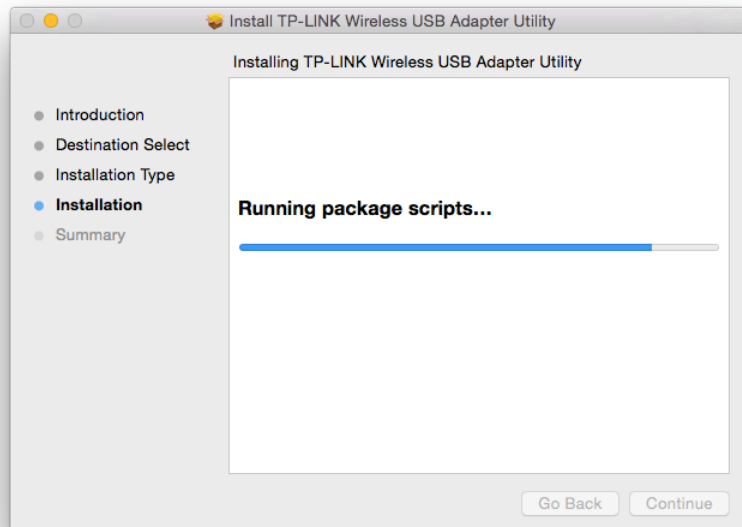 Install TP-LINK Wireless USB Adapter Utility
Installing TP-LINK Wireless USB Adapter Utility
Introduction
Destination Select
Installation Type
Installation
Summary
Running package scripts...
Go Back
Continue